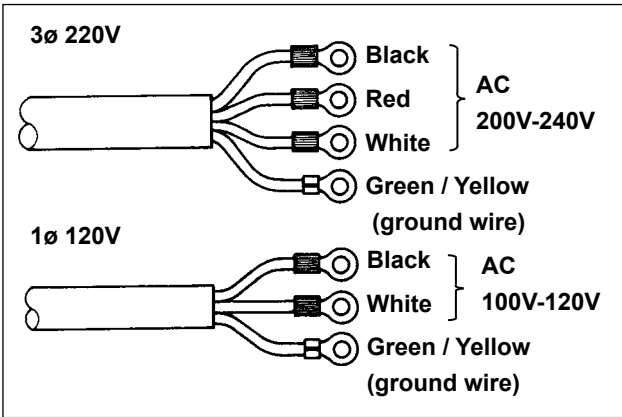 3ø 220V
Black
Red
White
AC
200V-240V
Green / Yellow
(ground wire)
1ø 120V
Black
White
AC
100V-120V
Green / Yellow
(ground wire)